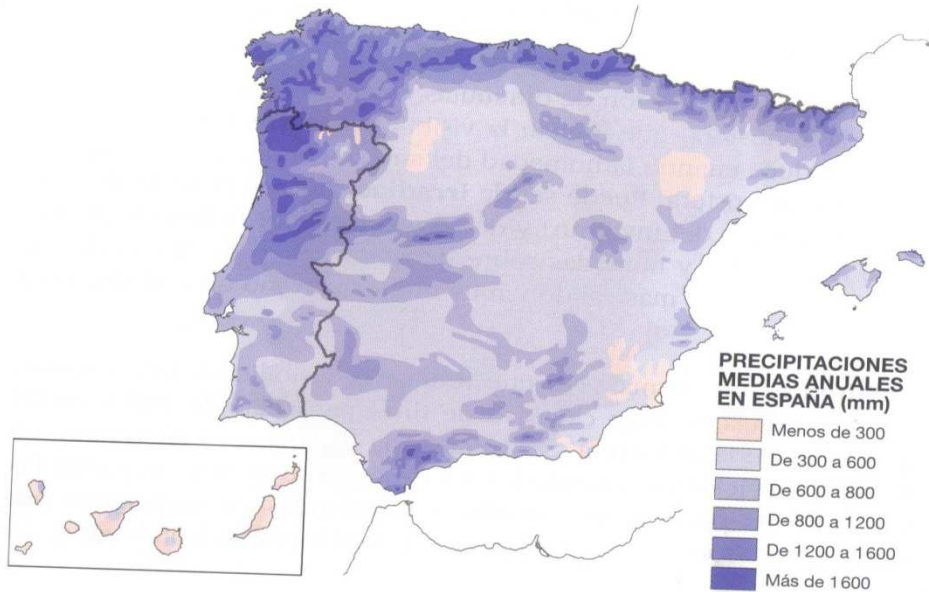 PRECIPITACIONES
MEDIAS ANUALES
EN ESPAÑA (mm)
Menos de 300
De 300 a 600
De 600 a 800
De 800 a 1200
De 1200 a 1600
Más de 1600